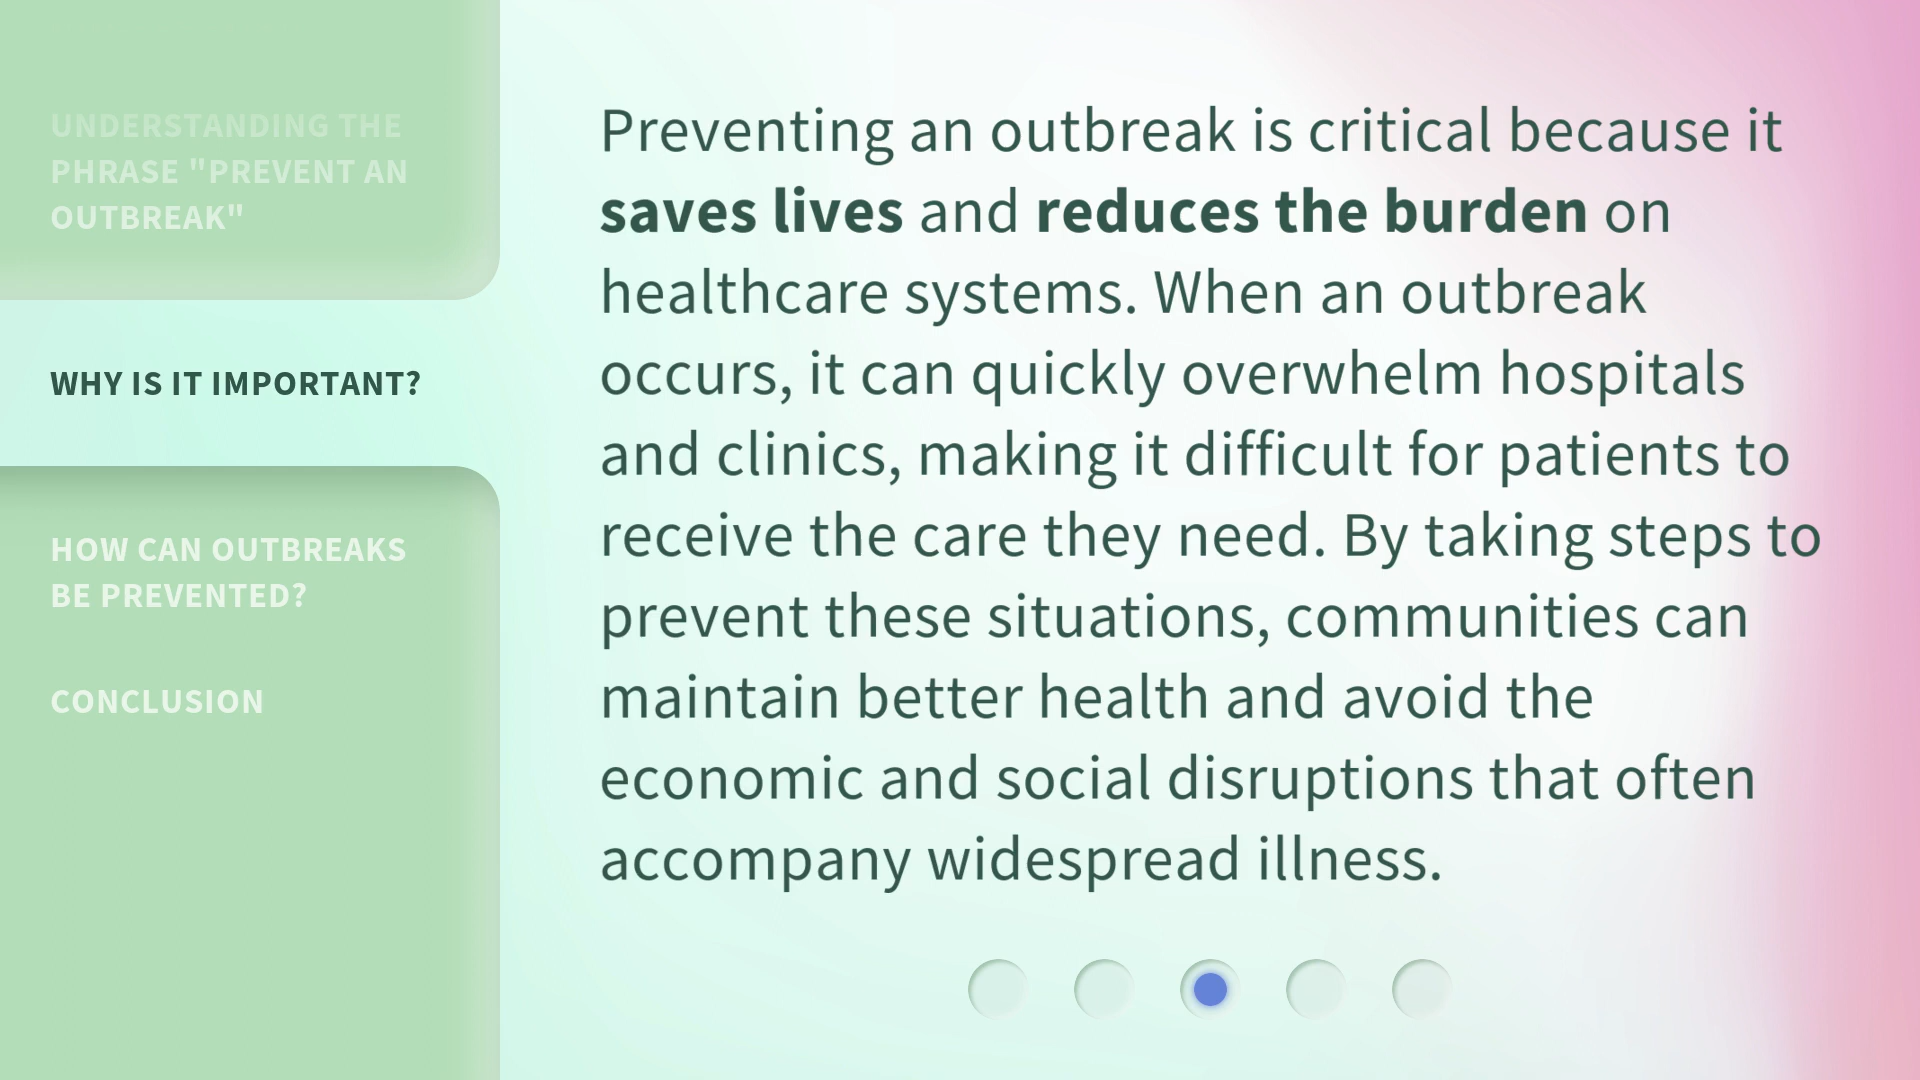 UNDERSTANDING THE
PHRASE "PREVENT AN
OUTBREAK"
WHY IS IT IMPORTANT?
HOW CAN OUTBREAKS
BE PREVENTED?
CONCLUSION
Preventing an outbreak is critical because it
saves lives and reduces the burden on
healthcare systems. When an outbreak
occurs, it can quickly overwhelm hospitals
and clinics, making it difficult for patients to
receive the care they need. By taking steps to
prevent these situations, communities can
maintain better health and avoid the
economic and social disruptions that often
accompany widespread illness.